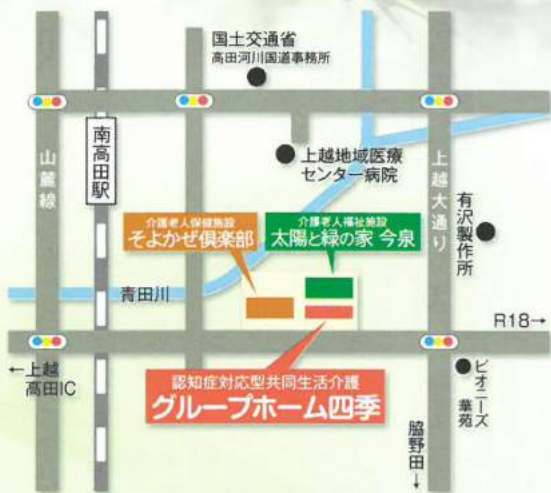 国土交通省
高田河川国道事務所
南高田駅
山麓線
上越地域医療
センター病院
上越大通り
有沢製作所
介護老人保健施設
そよかぜ倶楽部
介護老人福祉施設
太陽と緑の家 今泉
青田川
R18→
←上越
高田IC
認知症対応型共同生活介護
グループホーム四季
ピオニーズ
華苑
脇野田
↓